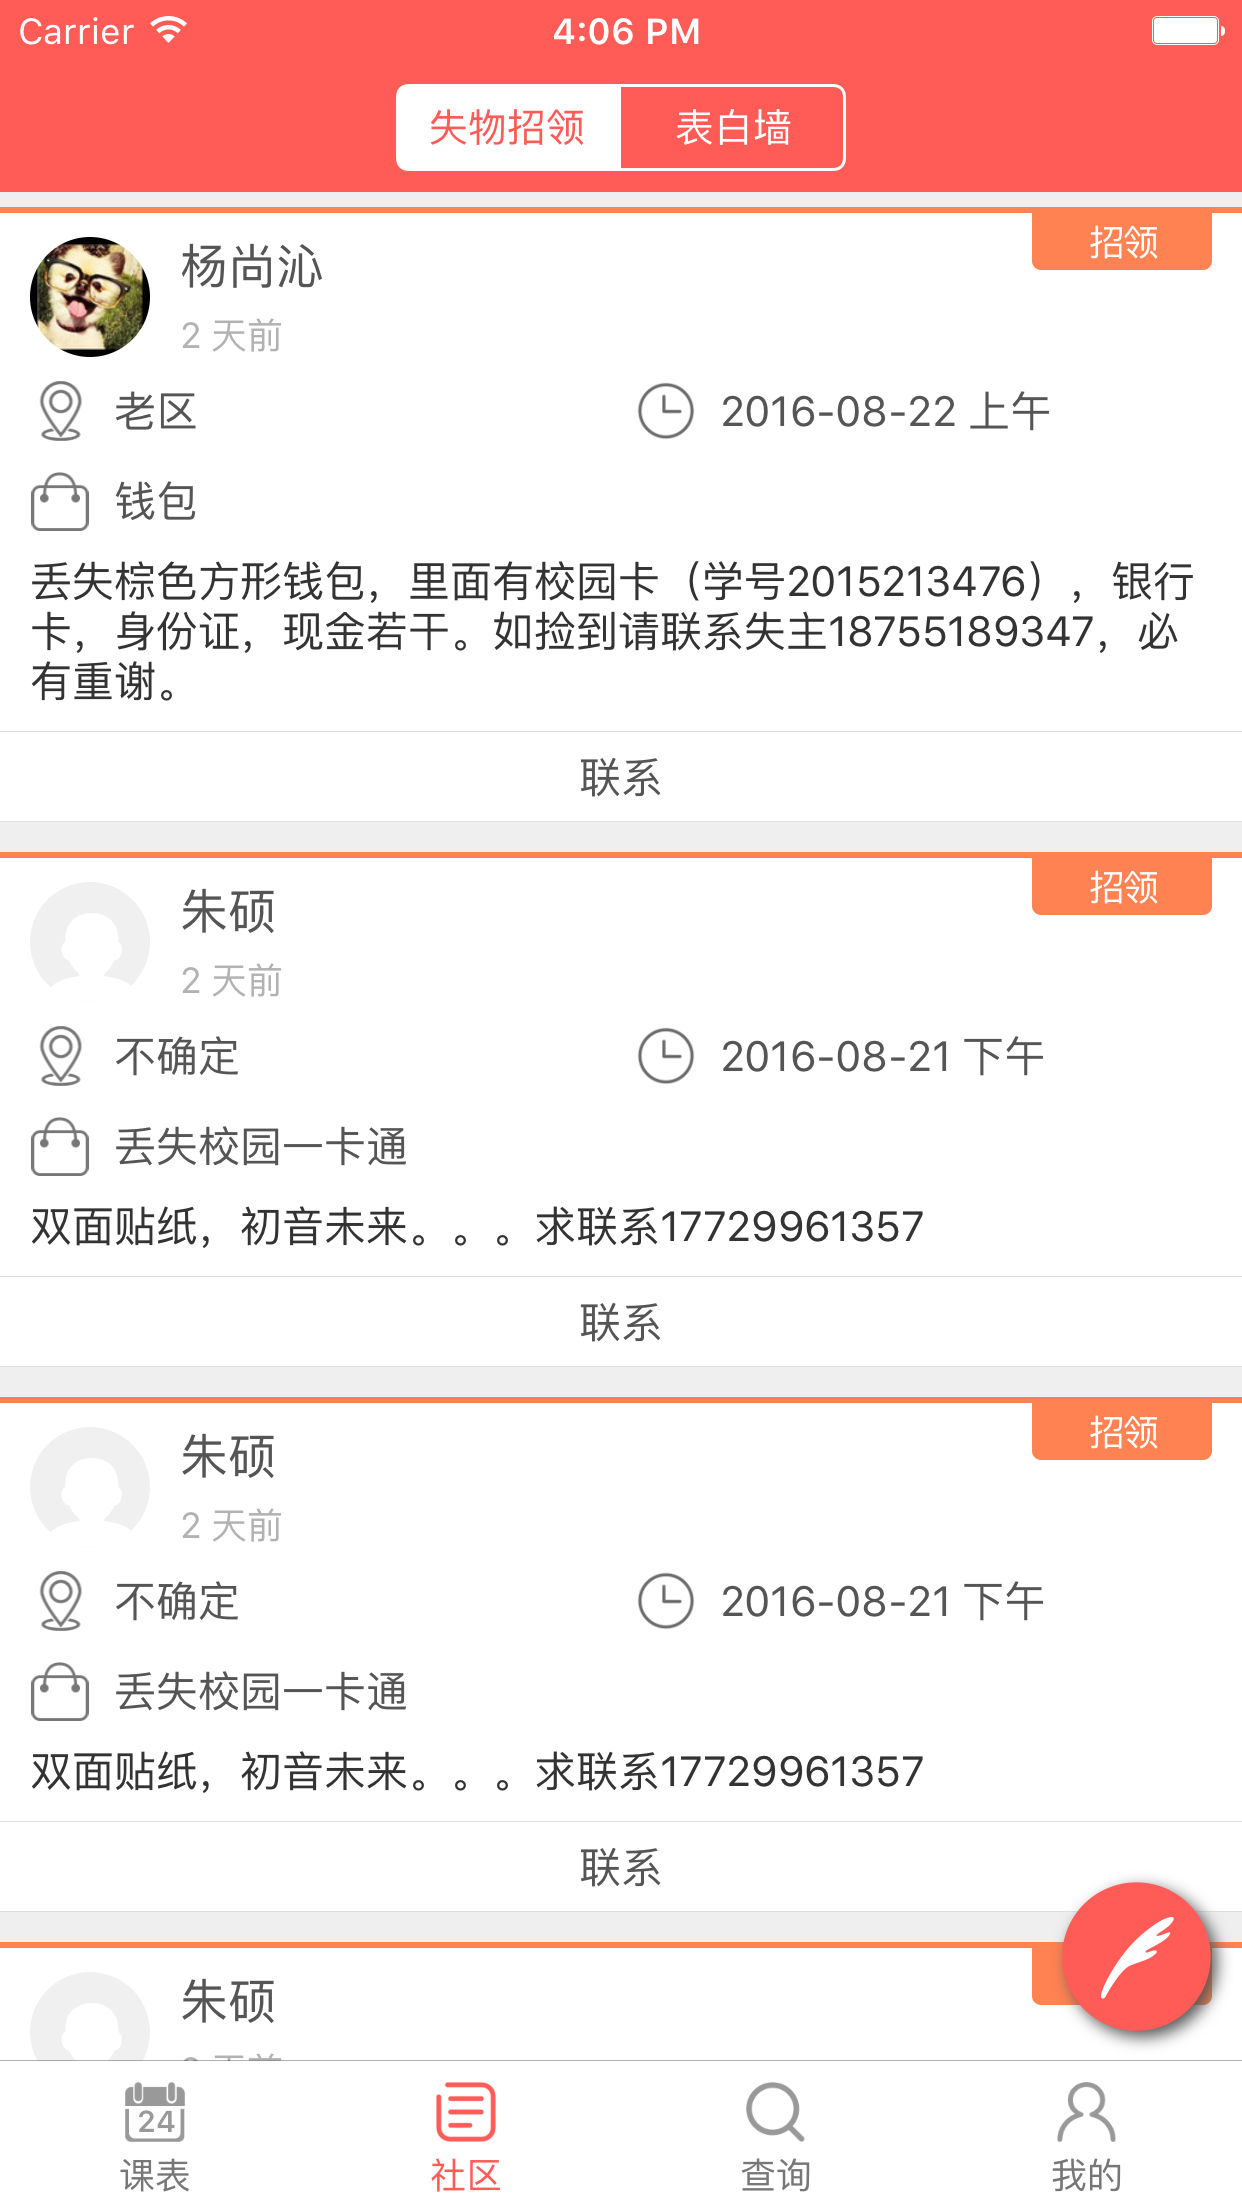 Carrier 4:06 PM
失物招领 表白墙
招领
杨尚沁
2 天前
老区 2016-08-22 上午
钱包
丢失棕色方形钱包，里面有校园卡（学号2015213476），银行
卡，身份证，现金若干。如捡到请联系失主18755189347，必
有重谢。
联系
招领
朱硕
2 天前
不确定 2016-08-21 下午
丢失校园一卡通
双面贴纸，初音未来。。。求联系17729961357
联系
招领
朱硕
2 天前
不确定 2016-08-21 下午
丢失校园一卡通
双面贴纸，初音未来。。。求联系17729961357
联系
朱硕
24
课表 社区 查询 我的